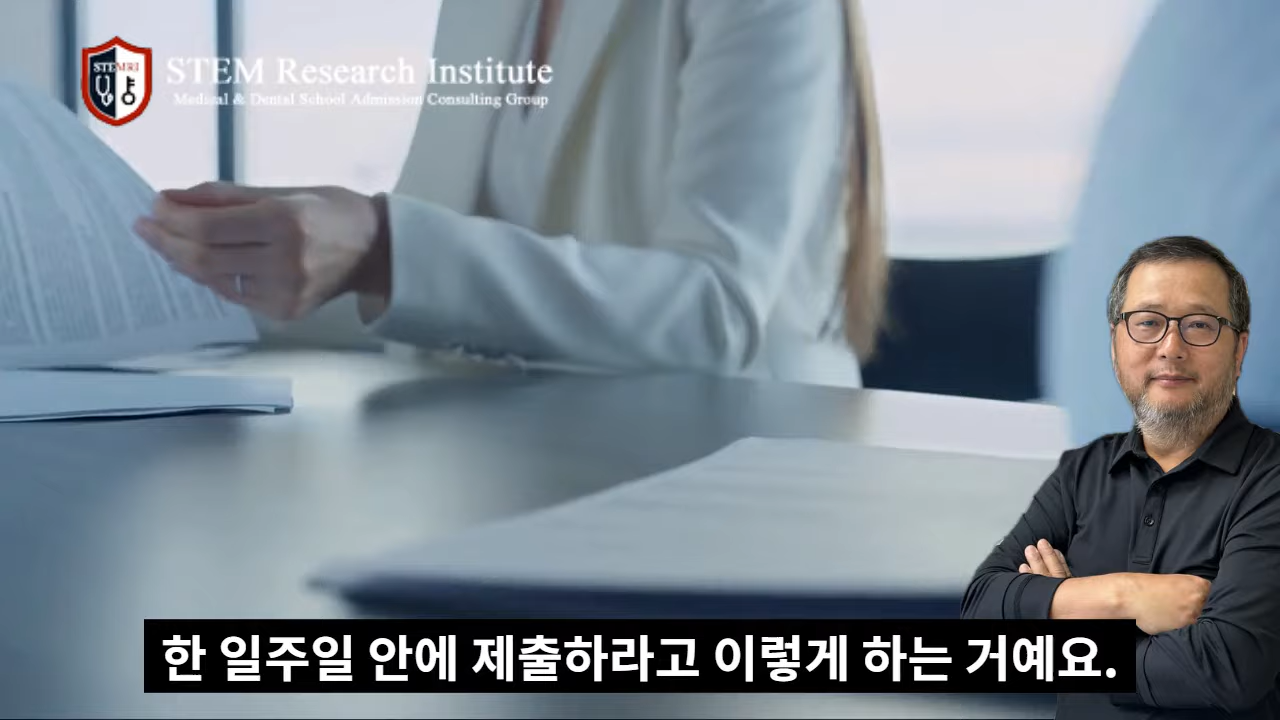 STEMRI
STEM Research Institute
Medical & Dental School Admission Consulting Group
한 일주일 안에 제출하라고 이렇게 하는 거예요.